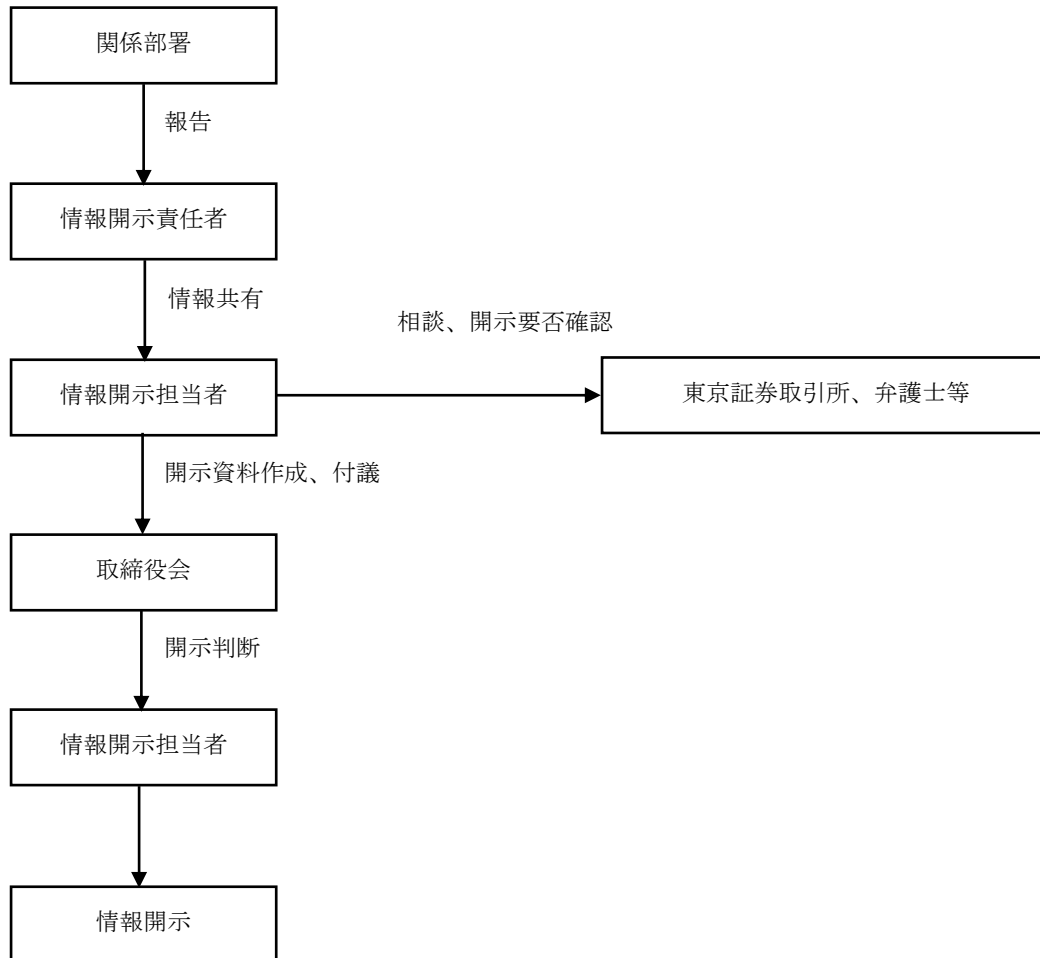 関係部署
報告
情報開示責任者
情報共有
相談、開示要否確認
情報開示担当者
東京証券取引所、弁護士等
開示資料作成、付議
取締役会
開示判断
情報開示担当者
情報開示